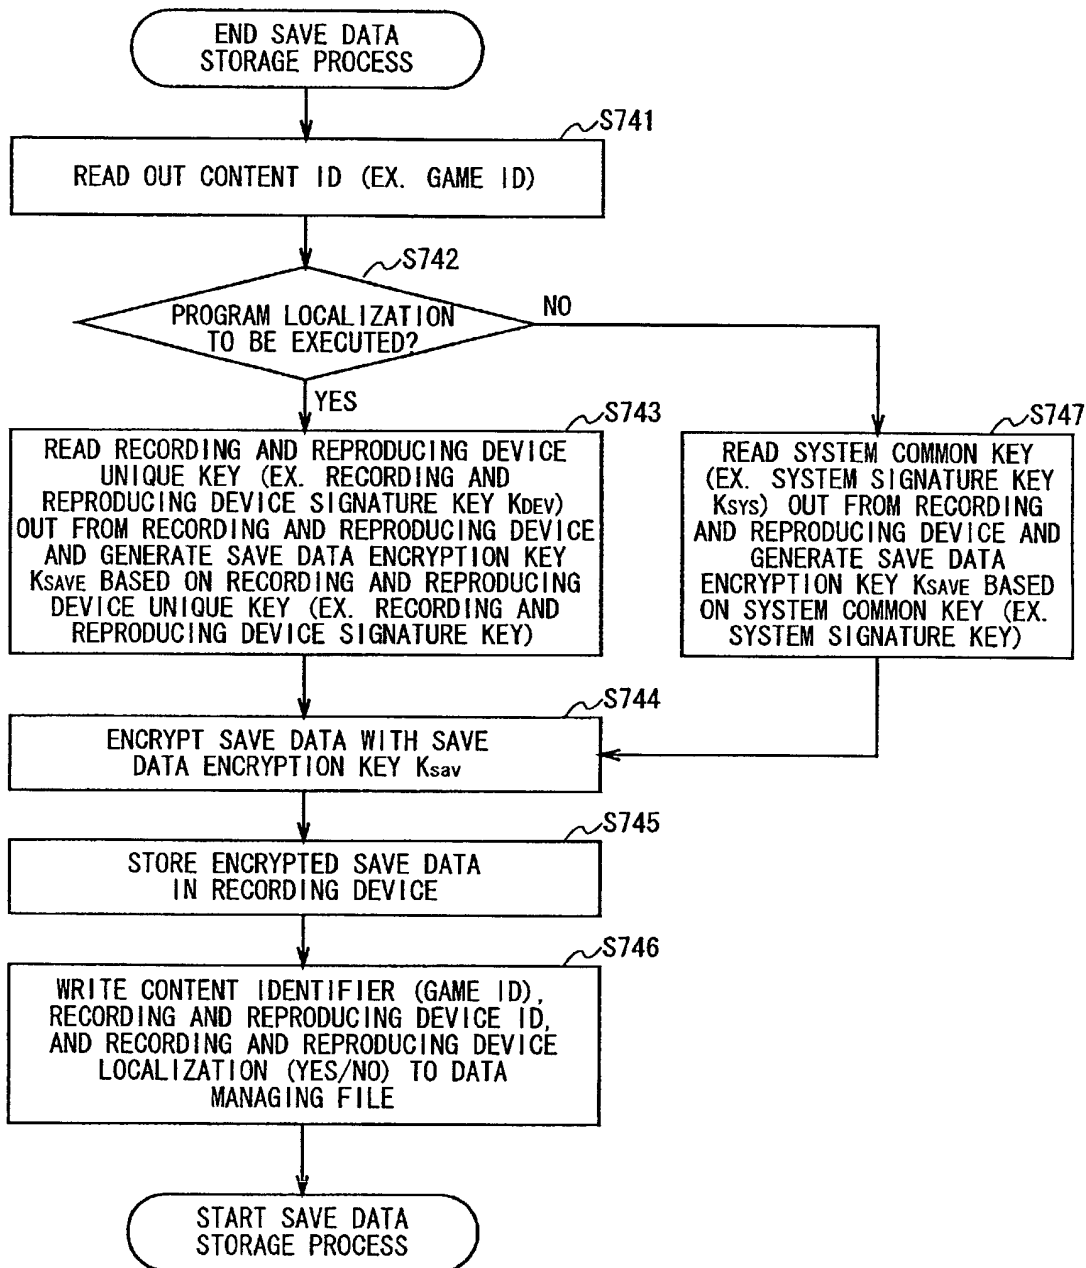 END SAVE DATA
STORAGE PROCESS
S741
READ OUT CONTENT ID (EX. GAME ID)
S742
PROGRAM LOCALIZATION
TO BE EXECUTED?
NO
YES
S743
READ RECORDING AND REPRODUCING DEVICE
UNIQUE KEY (EX. RECORDING AND
REPRODUCING DEVICE SIGNATURE KEY KDEV)
OUT FROM RECORDING AND REPRODUCING DEVICE
AND GENERATE SAVE DATA ENCRYPTION KEY
KSAVE BASED ON RECORDING AND REPRODUCING
DEVICE UNIQUE KEY (EX. RECORDING AND
REPRODUCING DEVICE SIGNATURE KEY)
S747
READ SYSTEM COMMON KEY
(EX. SYSTEM SIGNATURE KEY
KSYS) OUT FROM RECORDING
AND REPRODUCING DEVICE AND
GENERATE SAVE DATA
ENCRYPTION KEY KSAVE BASED
ON SYSTEM COMMON KEY (EX.
SYSTEM SIGNATURE KEY)
S744
ENCRYPT SAVE DATA WITH SAVE
DATA ENCRYPTION KEY Ksav
S745
STORE ENCRYPTED SAVE DATA
IN RECORDING DEVICE
S746
WRITE CONTENT IDENTIFIER (GAME ID),
RECORDING AND REPRODUCING DEVICE ID,
AND RECORDING AND REPRODUCING DEVICE
LOCALIZATION (YES/NO) TO DATA
MANAGING FILE
START SAVE DATA
STORAGE PROCESS